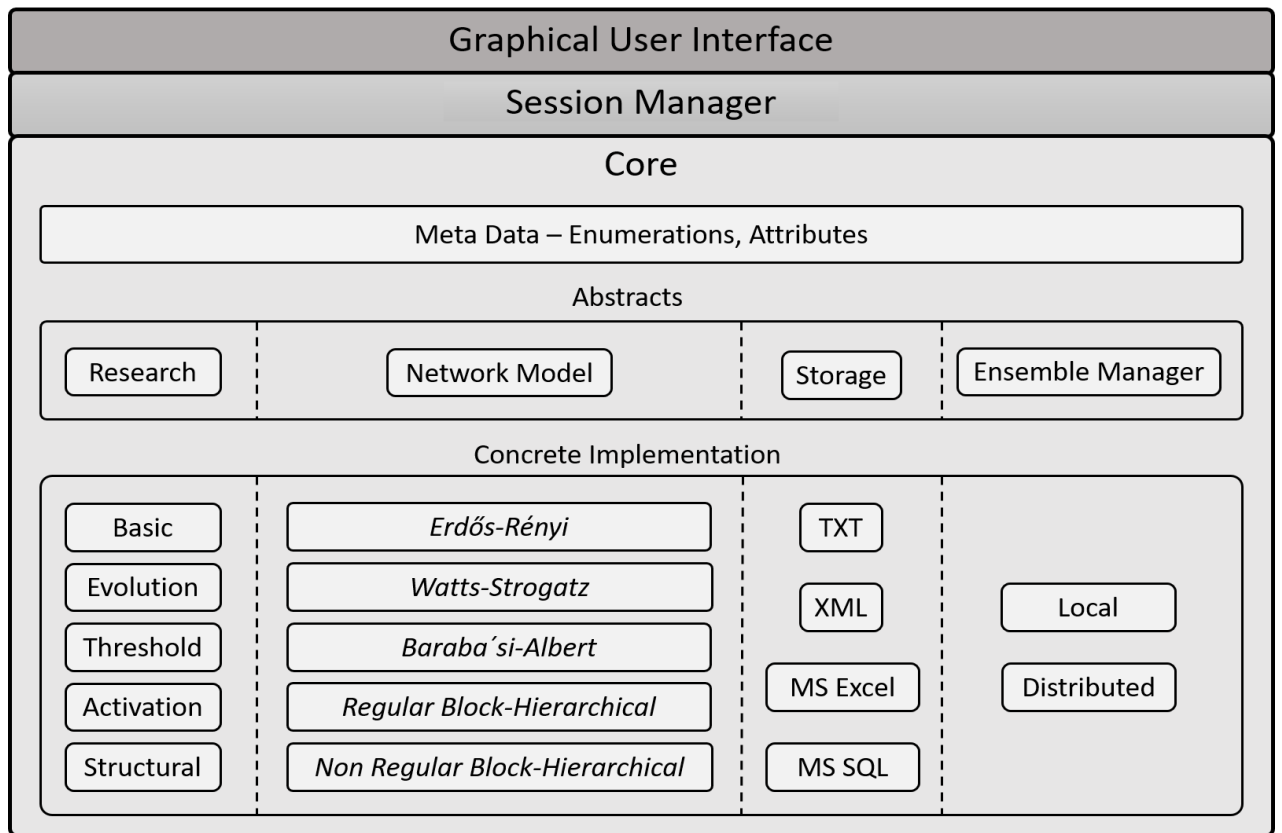 Graphical User Interface
Session Manager
Core
Meta Data – Enumerations, Attributes
Abstracts
Research
Network Model
Storage
Ensemble Manager
Concrete Implementation
Basic
Evolution
Threshold
Activation
Structural
Erdős-Rényi
Watts-Strogatz
Baraba´si-Albert
Regular Block-Hierarchical
Non Regular Block-Hierarchical
TXT
XML
MS Excel
MS SQL
Local
Distributed